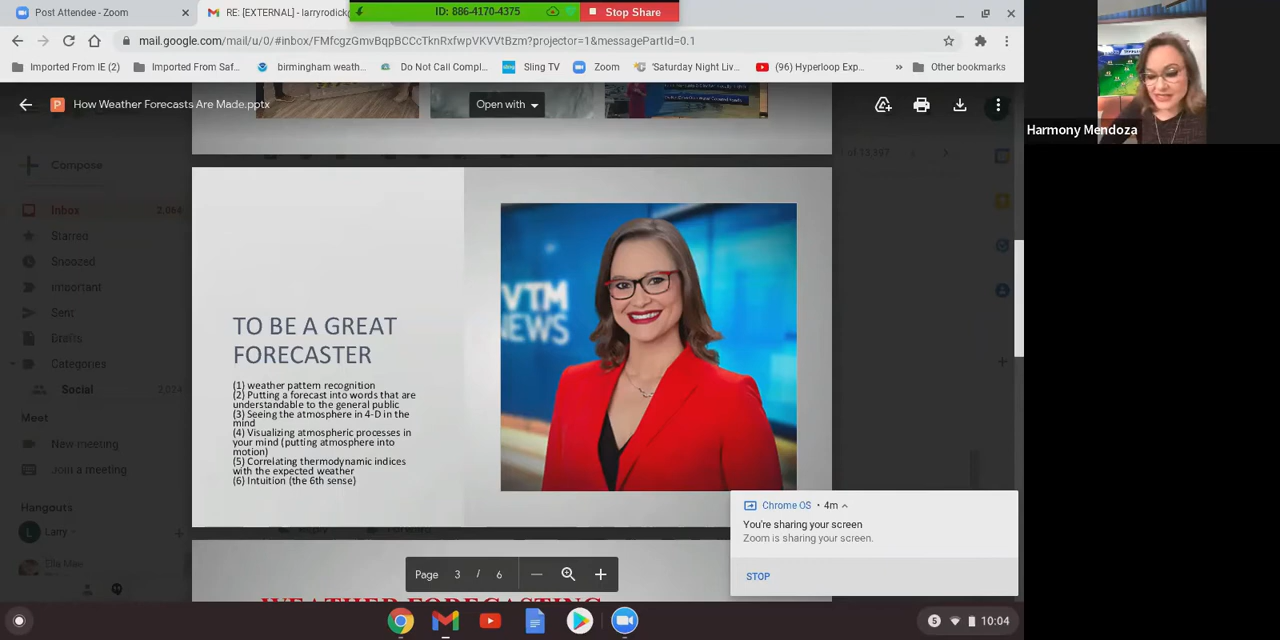 Post Attendee - Zoom
RE: [EXTERNAL] - larryrodick
ID: 886-4170-4375
Stop Share
mail.google.com/mail/u/0/#inbox/FMfcgzGmvBqpBCCcTknRxfwpVKVVtBzm?projector=1&messagePartId=0.1
Imported From IE (2)
Imported From Saf...
birmingham weath...
Do Not Call Compl...
Sling TV
Zoom
'Saturday Night Liv...
(96) Hyperloop Exp...
»
Other bookmarks
How Weather Forecasts Are Made.pptx
Open with
Harmony Mendoza
Compose
Inbox
Starred
Snoozed
Important
Sent
Drafts
Categories
Social
Meet
New meeting
Join a meeting
Hangouts
Larry
VTM
NEWS
TO BE A GREAT
FORECASTER
(1) weather pattern recognition
(2) Putting a forecast into words that are
understandable to the general public
(3) Seeing the atmosphere in 4-D in the
mind
(4) Visualizing atmospheric processes in
your mind (putting atmosphere into
motion)
(5) Correlating thermodynamic indices
with the expected weather
(6) Intuition (the 6th sense)
WEATHER FORECASTING
Page 3 / 6
Chrome OS • 4m
You're sharing your screen
Zoom is sharing your screen.
STOP
5
10:04